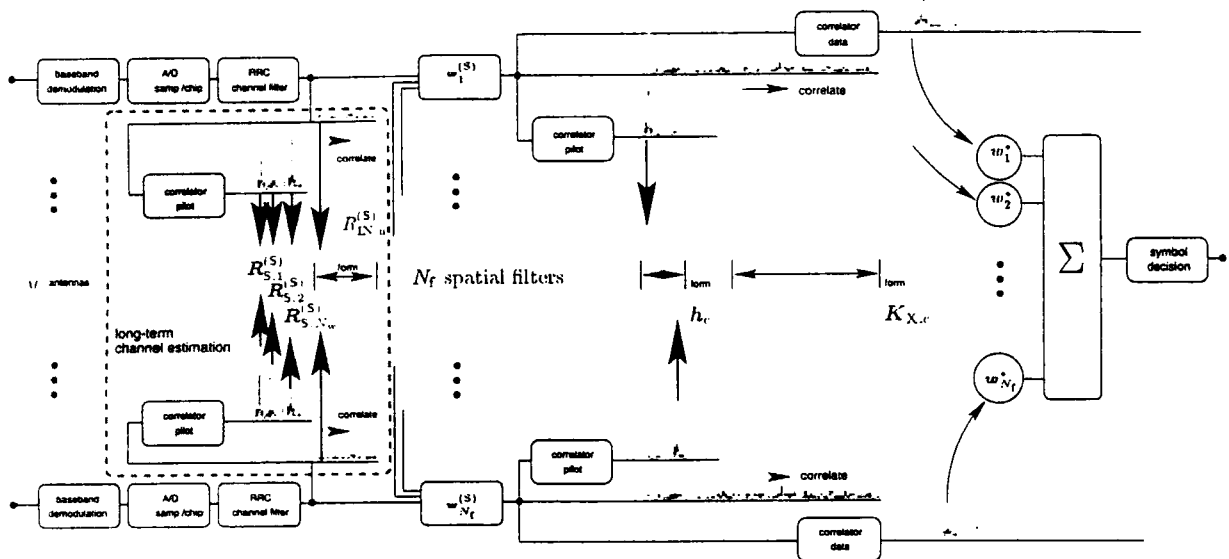 correlator
data
baseband
demodulation
A/D
samp /chip
RRC
channel filter
w_1^{(S)}
correlate
correlator
pilot
correlate
correlator
pilot
w_1^*
w_2^*
R_{IN.u}^{(S)}
R_{S.1}^{(S)}
R_{S.2}^{(S)}
R_{S.N_w}^{(S)}
form
N_f spatial filters
form
h_c
form
K_{X.c}
Σ
symbol
decision
antennas
long-term
channel estimation
w_{N_f}^*
correlator
pilot
correlate
correlator
pilot
correlate
baseband
demodulation
A/D
samp /chip
RRC
channel filter
w_{N_f}^{(S)}
correlator
data